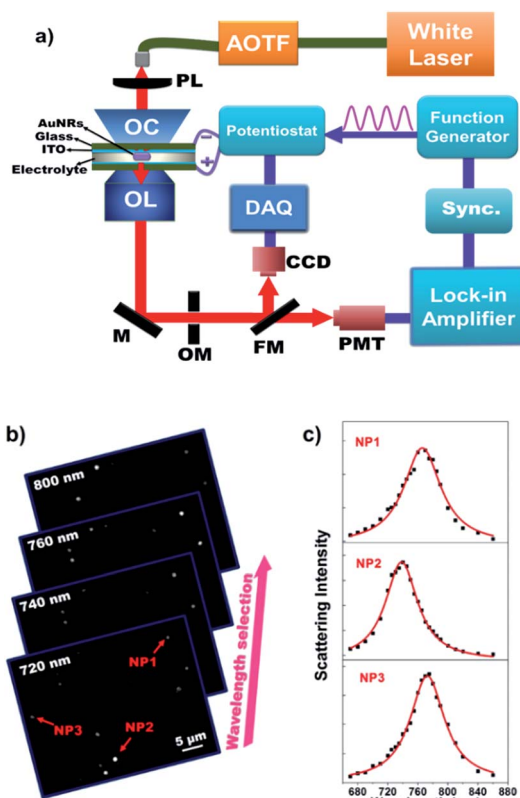 a)
AOTF
White
Laser
PL
AuNRs
Glass
ITO
Electrolyte
OC
OL
−
+
Potentiostat
Function
Generator
DAQ
Sync.
CCD
Lock-in
Amplifier
M
OM
FM
PMT
b)
800 nm
760 nm
740 nm
720 nm
NP1
NP3
NP2
5 µm
Wavelength selection
c)
NP1
NP2
NP3
Scattering Intensity
680 720 760 800 840 860